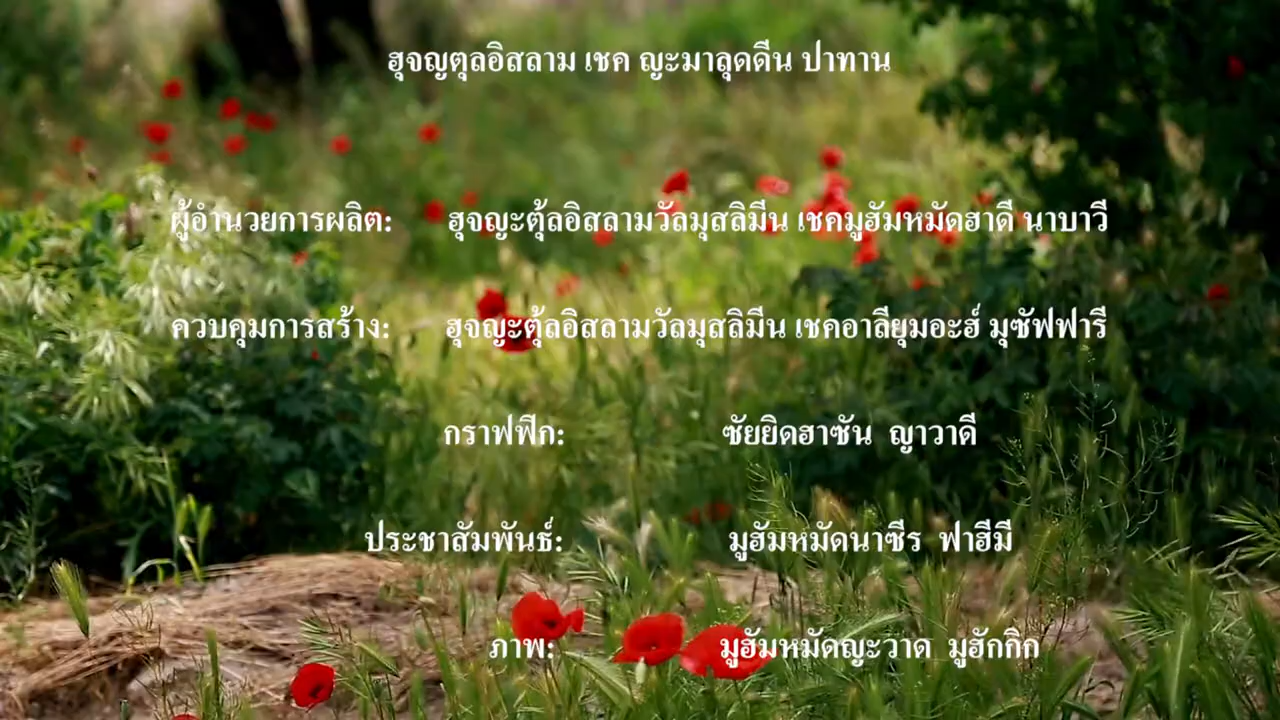 ฮุจญตุลอิสลาม เชค ญะมาลุดดีน ปาทาน
ผู้อำนวยการผลิต: ฮุจญะตุ้ลอิสลามวัลมุสลิมีน เชคมูฮัมหมัดฮาดี นาบาวี
ควบคุมการสร้าง: ฮุจญะตุ้ลอิสลามวัลมุสลิมีน เชคอาลียุมอะฮ์ มุซัฟฟารี
กราฟฟีก: ซัยยิดฮาซัน ญาวาดี
ประชาสัมพันธ์: มูฮัมหมัดนาซีร ฟาฮีมี
ภาพ: มูฮัมหมัดญะวาด มูฮักกิก